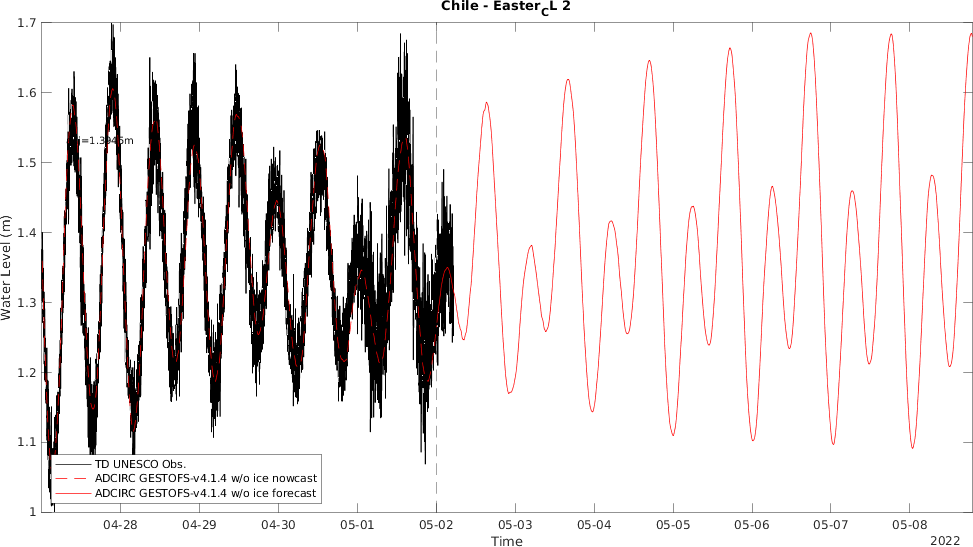 Chile - Easter_CL 2
1.7
1.6
1.5
1.4
1.3
1.2
1.1
1
Water Level (m)
=1.3945m
TD UNESCO Obs.
ADCIRC GESTOFS-v4.1.4 w/o ice nowcast
ADCIRC GESTOFS-v4.1.4 w/o ice forecast
04-28 04-29 04-30 05-01 05-02 05-03 05-04 05-05 05-06 05-07 05-08
Time
2022